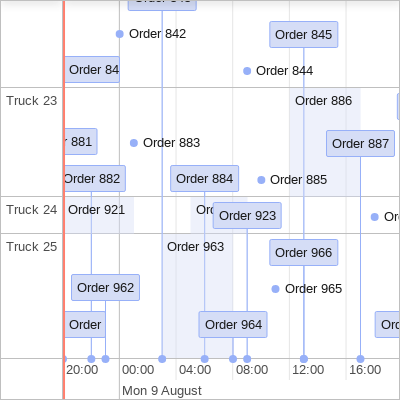 Order 842
Order 845
Order 84
Order 844
Truck 23
Order 886
881
Order 883
Order 887
Order 882
Order 884
Order 885
Truck 24
Order 921
Order 923
Truck 25
Order 963
Order 966
Order 962
Order 965
Order
Order 964
20:00
00:00
04:00
08:00
12:00
16:00
Mon 9 August